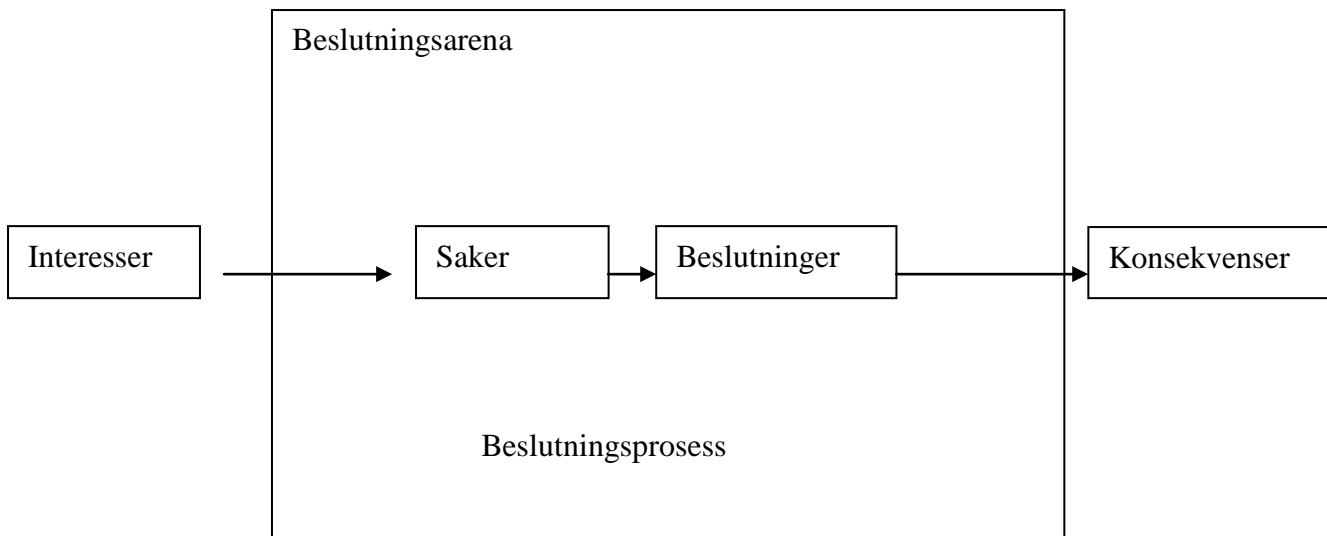 Beslutningsarena
Interesser
Saker
Beslutninger
Konsekvenser
Beslutningsprosess